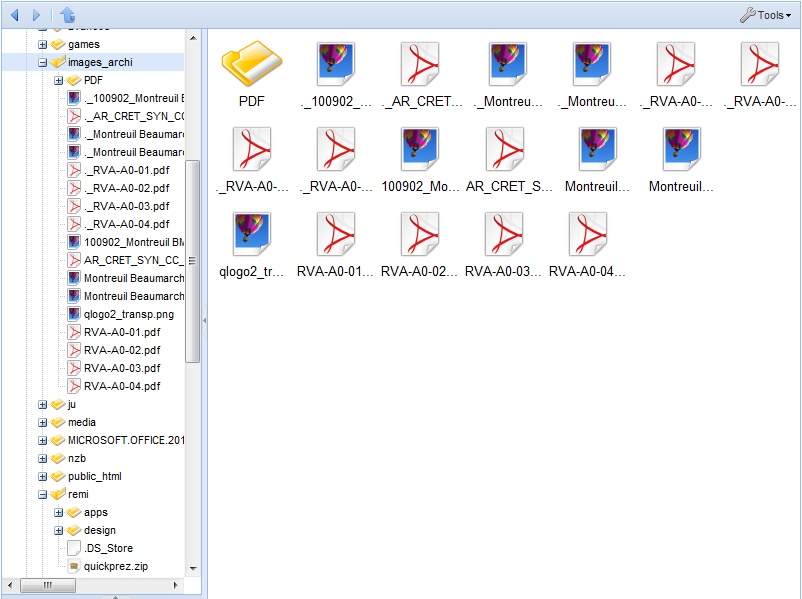 Tools
games
images_archi
PDF
._100902_Montreuil B
._AR_CRET_SYN_CC
._Montreuil Beaumarc
._Montreuil Beaumarc
._RVA-A0-01.pdf
._RVA-A0-02.pdf
._RVA-A0-03.pdf
._RVA-A0-04.pdf
100902_Montreuil BM
AR_CRET_SYN_CC_
Montreuil Beaumarch
Montreuil Beaumarch
qlogo2_transp.png
RVA-A0-01.pdf
RVA-A0-02.pdf
RVA-A0-03.pdf
RVA-A0-04.pdf
ju
media
MICROSOFT.OFFICE.201
nzb
public_html
remi
apps
design
.DS_Store
quickprez.zip
PDF ._100902_... ._AR_CRET... ._Montreu... ._Montreu... ._RVA-A0-... ._RVA-A0-...
._RVA-A0-... ._RVA-A0-... 100902_Mo... AR_CRET_S... Montreuil... Montreuil...
qlogo2_tr... RVA-A0-01... RVA-A0-02... RVA-A0-03... RVA-A0-04...